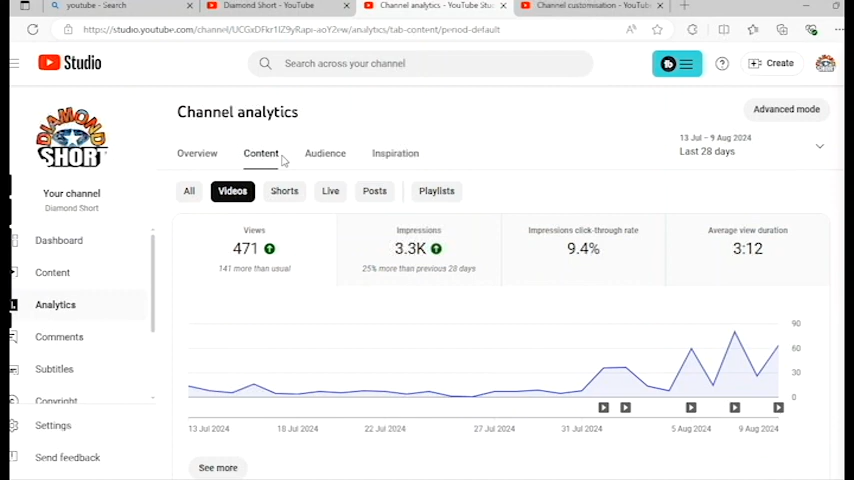 youtube - Search
Diamond Short - YouTube
Channel analytics - YouTube Stu
Channel customisation - YouTub
https://studio.youtube.com/channel/
/analytics/tab-content/period-default
Studio
Search across your channel
Create
DIAMOND
SHORT
Your channel
Diamond Short
Dashboard
Content
Analytics
Comments
Subtitles
Copyright
Settings
Send feedback
Channel analytics
Advanced mode
Overview
Content
Audience
Inspiration
13 Jul – 9 Aug 2024
Last 28 days
All
Videos
Shorts
Live
Posts
Playlists
Views
471
141 more than usual
Impressions
3.3K
25% more than previous 28 days
Impressions click-through rate
9.4%
Average view duration
3:12
90
60
30
0
13 Jul 2024
18 Jul 2024
22 Jul 2024
27 Jul 2024
31 Jul 2024
5 Aug 2024
9 Aug 2024
See more